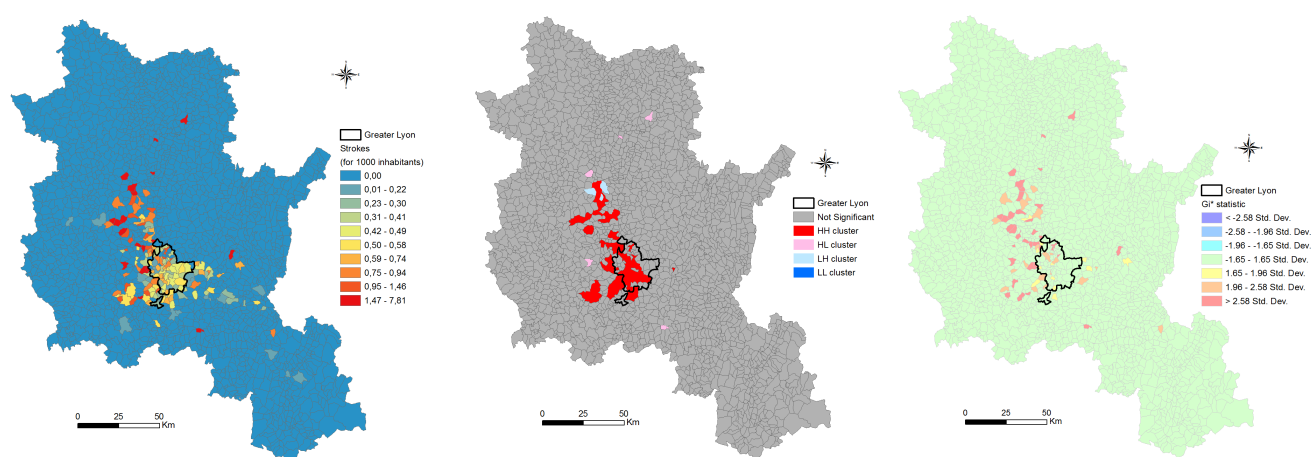 Greater Lyon
Strokes
(for 1000 inhabitants)
0,00
0,01 - 0,22
0,23 - 0,30
0,31 - 0,41
0,42 - 0,49
0,50 - 0,58
0,59 - 0,74
0,75 - 0,94
0,95 - 1,46
1,47 - 7,81
0 25 50
Km
Greater Lyon
Not Significant
HH cluster
HL cluster
LH cluster
LL cluster
0 25 50
Km
Greater Lyon
Gi* statistic
< -2.58 Std. Dev.
-2.58 - -1.96 Std. Dev.
-1.96 - -1.65 Std. Dev.
-1.65 - 1.65 Std. Dev.
1.65 - 1.96 Std. Dev.
1.96 - 2.58 Std. Dev.
> 2.58 Std. Dev.
0 25 50
Km